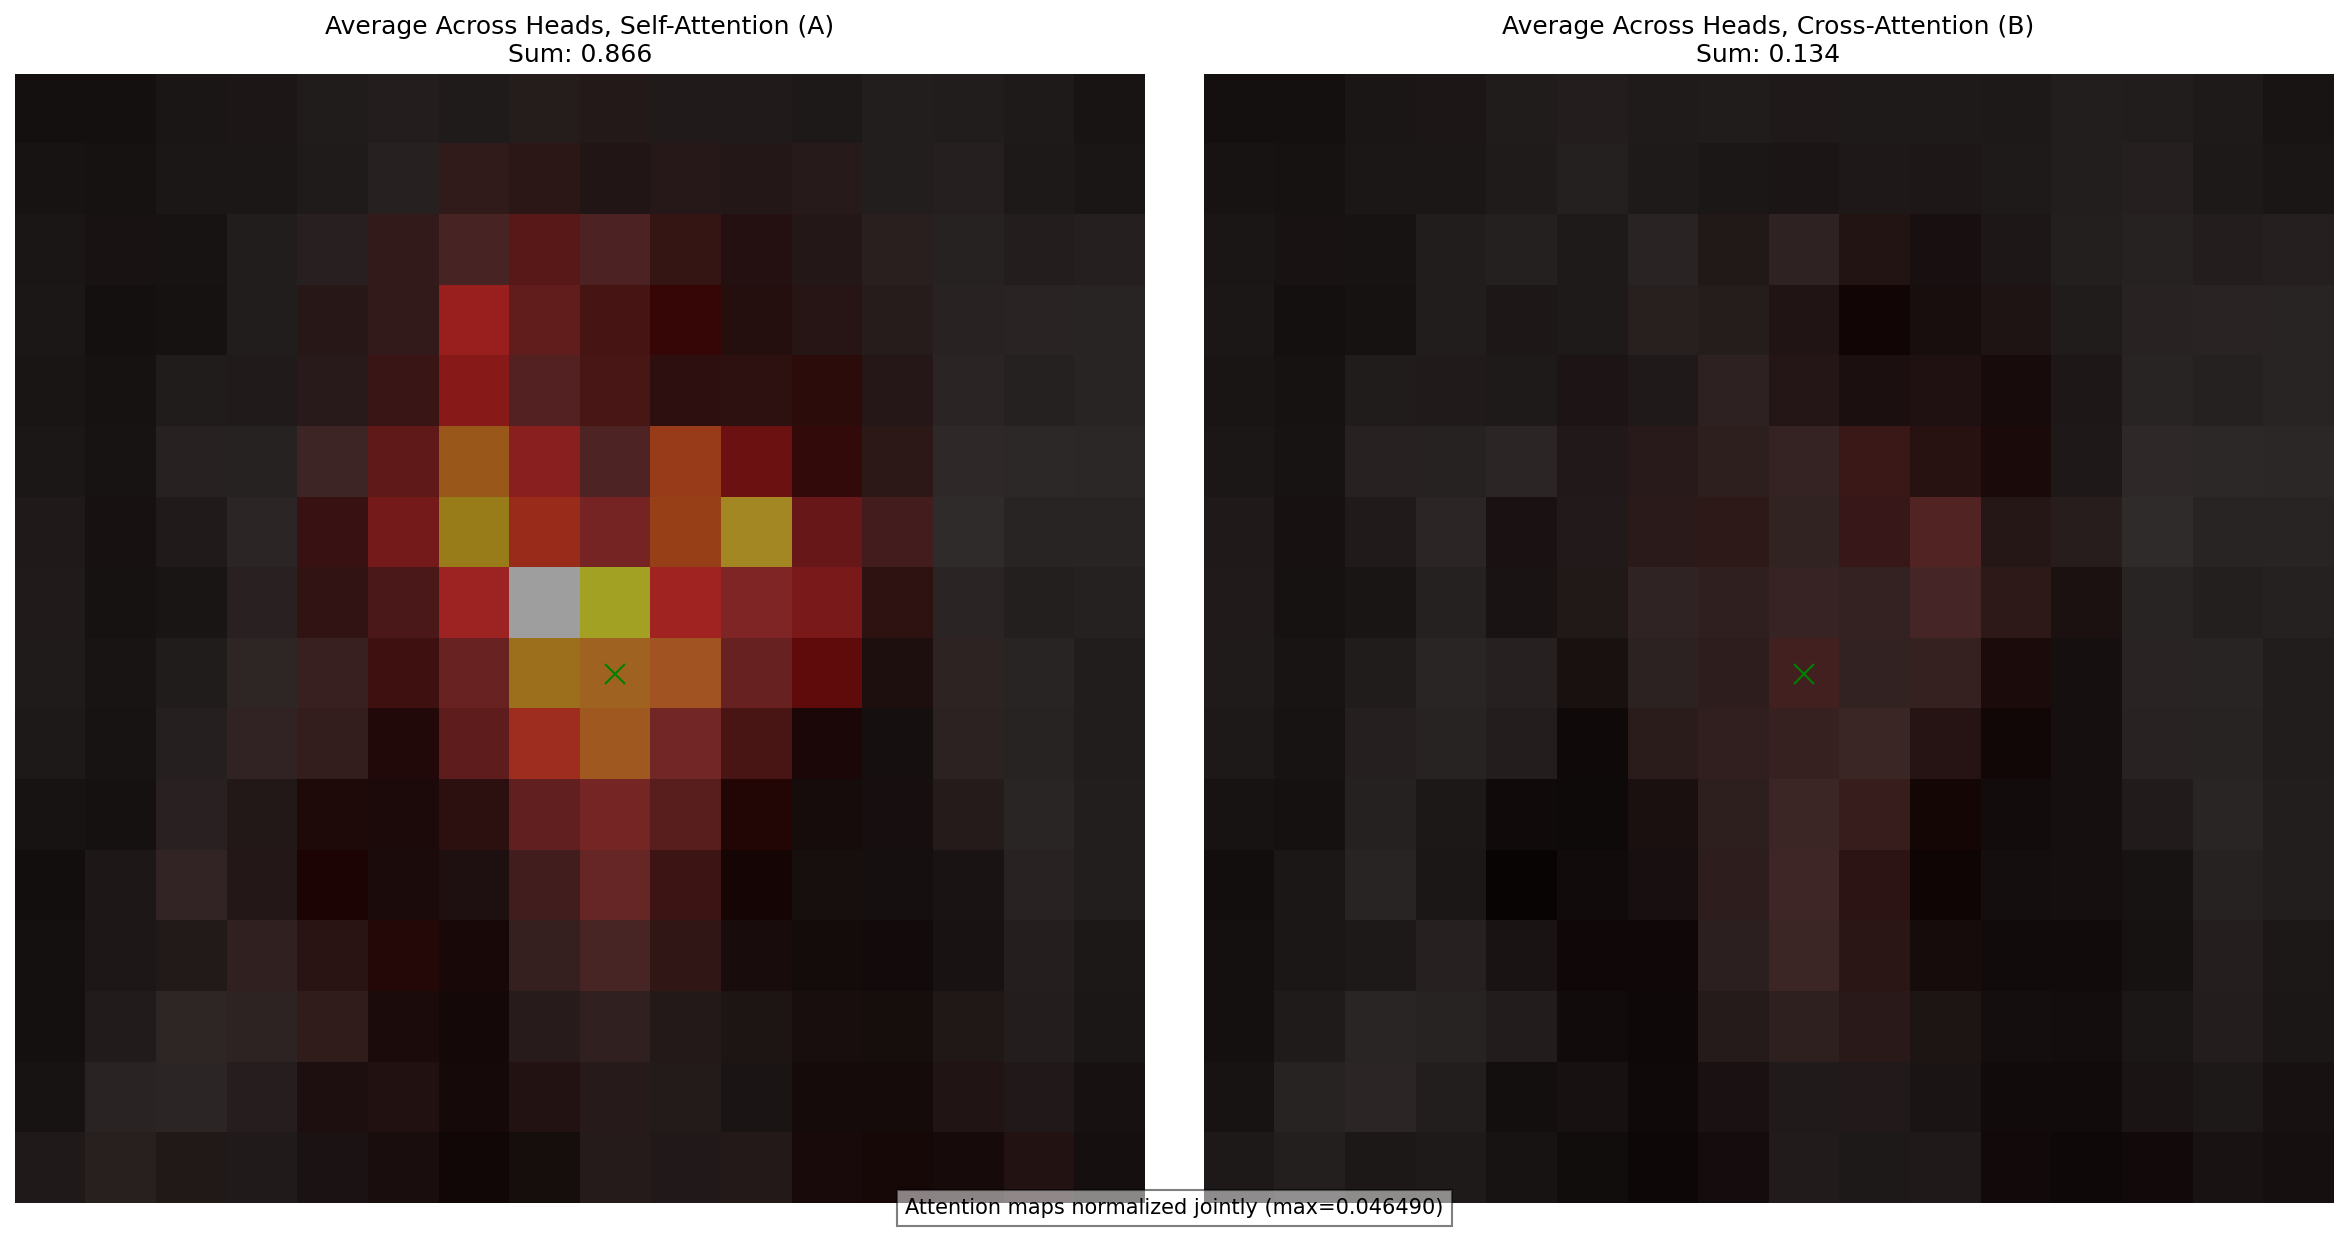 Average Across Heads, Self-Attention (A)
Sum: 0.866
Average Across Heads, Cross-Attention (B)
Sum: 0.134
Attention maps normalized jointly (max=0.046490)